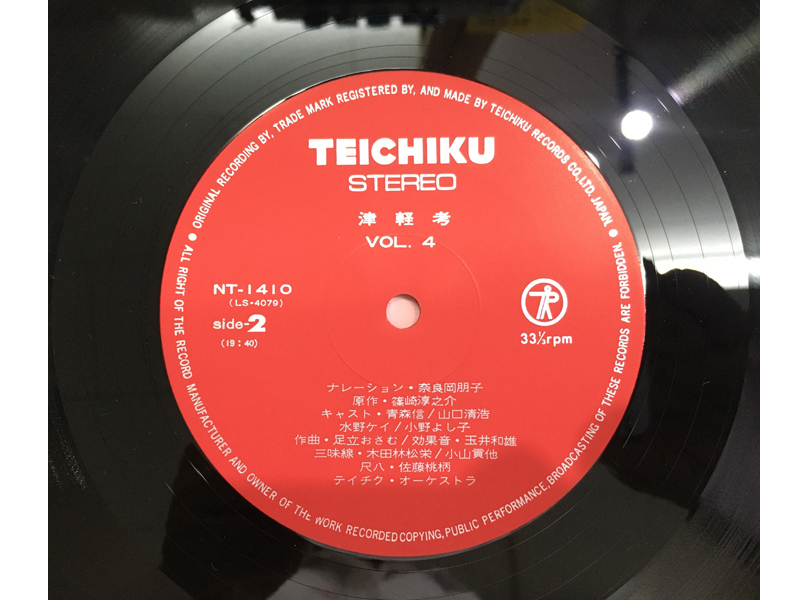 ORIGINAL RECORDING BY, TRADE MARK REGISTERED BY, AND MADE BY TEICHIKU RECORDS CO., LTD. JAPAN.
TEICHIKU
STEREO
津軽考
VOL. 4
NT-1410
(LS-4079)
side-2
(19:40)
33⅓rpm
ナレーション・奈良岡朋子
原作・篠崎淳之介
キャスト・青森信/山口清浩
水野ケイ/小野よし子
作曲・足立おさむ/効果音・玉井和雄
三味線・木田林松栄/小山貢他
尺八・佐藤桃柄
テイチク・オーケストラ
ALL RIGHT OF THE RECORD MANUFACTURER AND OWNER OF THE WORK RECORDED COPYING, PUBLIC PERFORMANCE, BROADCASTING OF THESE RECORDS ARE FORBIDDEN.